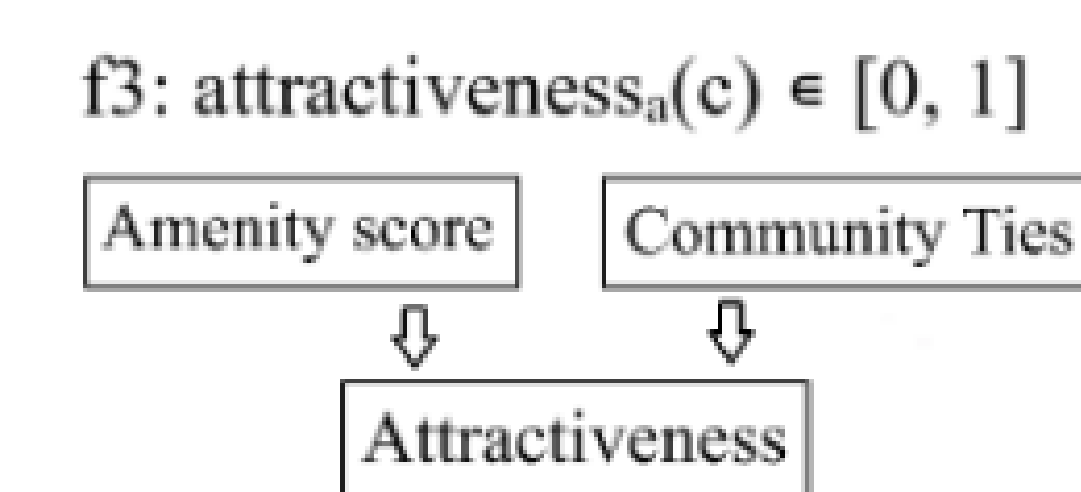 f3: attractivenessₐ(c) ∈ [0, 1]
Amenity score Community Ties
Attractiveness